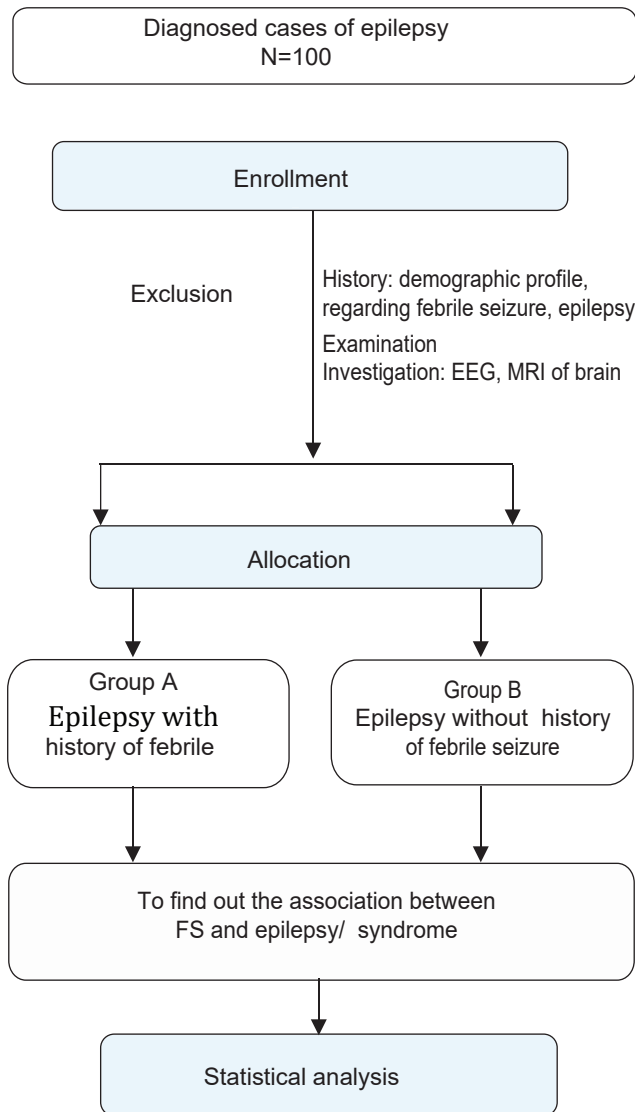 Diagnosed cases of epilepsy
N=100
Enrollment
Exclusion
History: demographic profile,
regarding febrile seizure, epilepsy
Examination
Investigation: EEG, MRI of brain
Allocation
Group A
Epilepsy with
history of febrile
Group B
Epilepsy without history
of febrile seizure
To find out the association between
FS and epilepsy/ syndrome
Statistical analysis